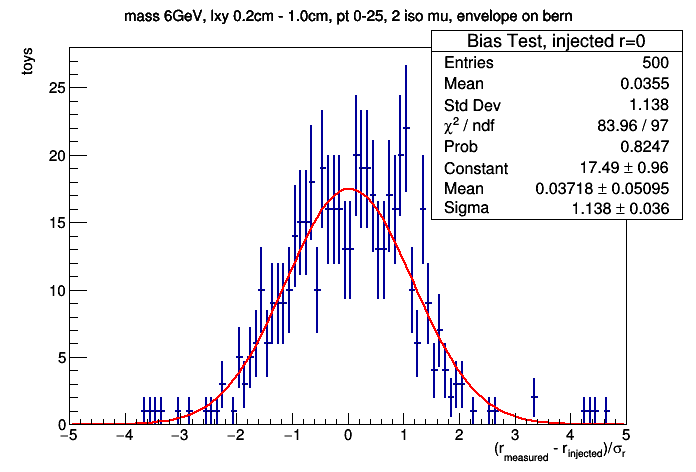 mass 6GeV, lxy 0.2cm - 1.0cm, pt 0-25, 2 iso mu, envelope on bern
toys
Bias Test, injected r=0
Entries 500
Mean 0.0355
Std Dev 1.138
χ² / ndf 83.96 / 97
Prob 0.8247
Constant 17.49 ± 0.96
Mean 0.03718 ± 0.05095
Sigma 1.138 ± 0.036
25
20
15
10
5
0
−5 −4 −3 −2 −1 0 1 2 3 4 5
(r_measured - r_injected)/σ_r